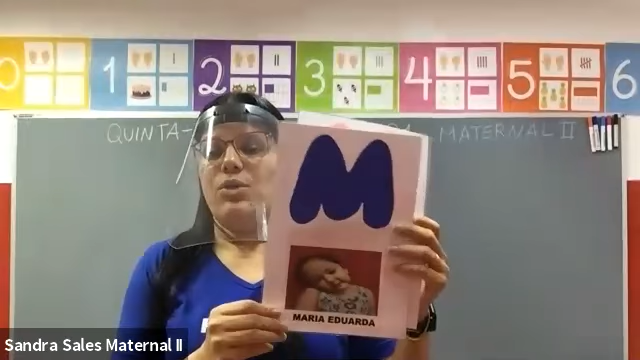 0 1 2 3 4 5 6
QUINTA- MATERNAL II
M
MARIA EDUARDA
Sandra Sales Maternal II